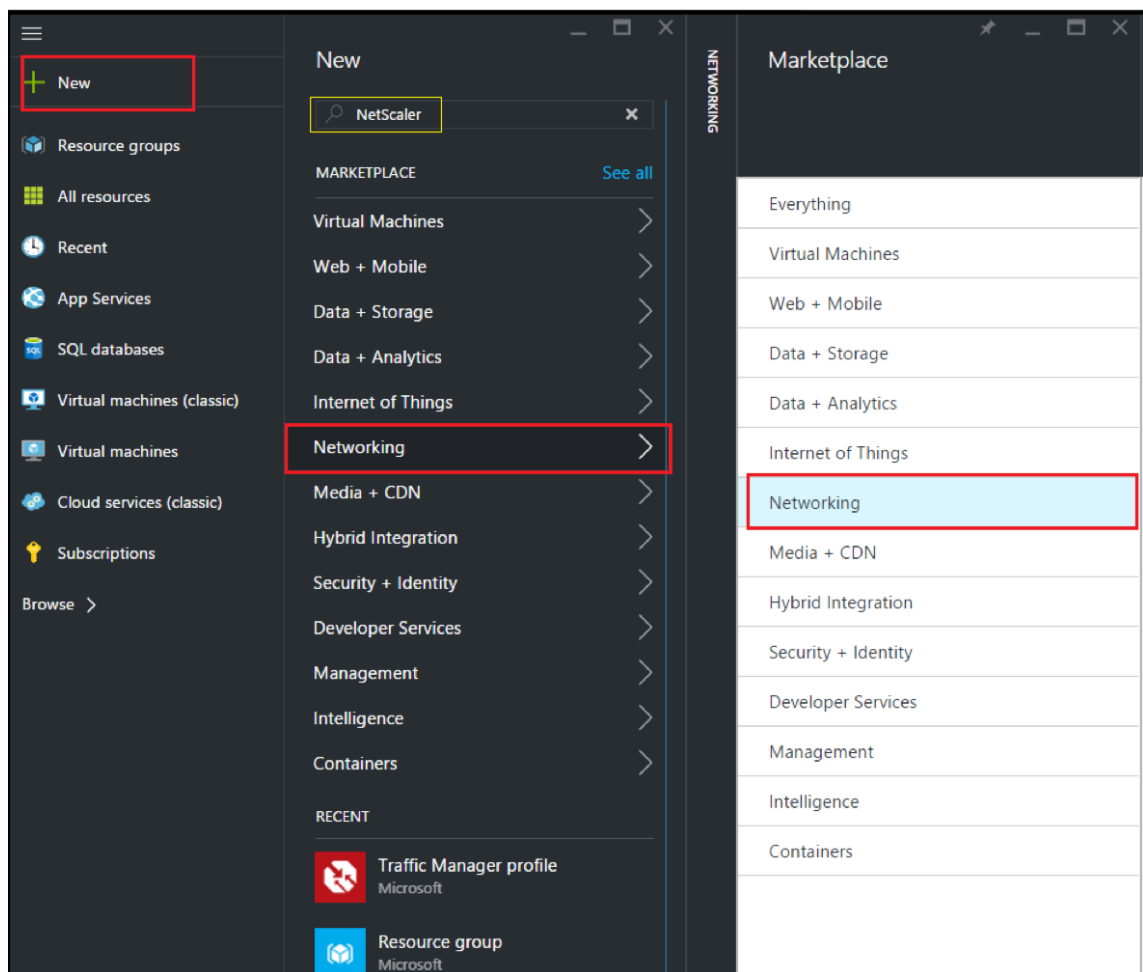 New
Resource groups
All resources
Recent
App Services
SQL
SQL databases
Virtual machines (classic)
Virtual machines
Cloud services (classic)
Subscriptions
Browse
New
NetScaler
MARKETPLACE
See all
Virtual Machines
Web + Mobile
Data + Storage
Data + Analytics
Internet of Things
Networking
Media + CDN
Hybrid Integration
Security + Identity
Developer Services
Management
Intelligence
Containers
RECENT
Traffic Manager profile
Microsoft
Resource group
Microsoft
NETWORKING
Marketplace
Everything
Virtual Machines
Web + Mobile
Data + Storage
Data + Analytics
Internet of Things
Networking
Media + CDN
Hybrid Integration
Security + Identity
Developer Services
Management
Intelligence
Containers